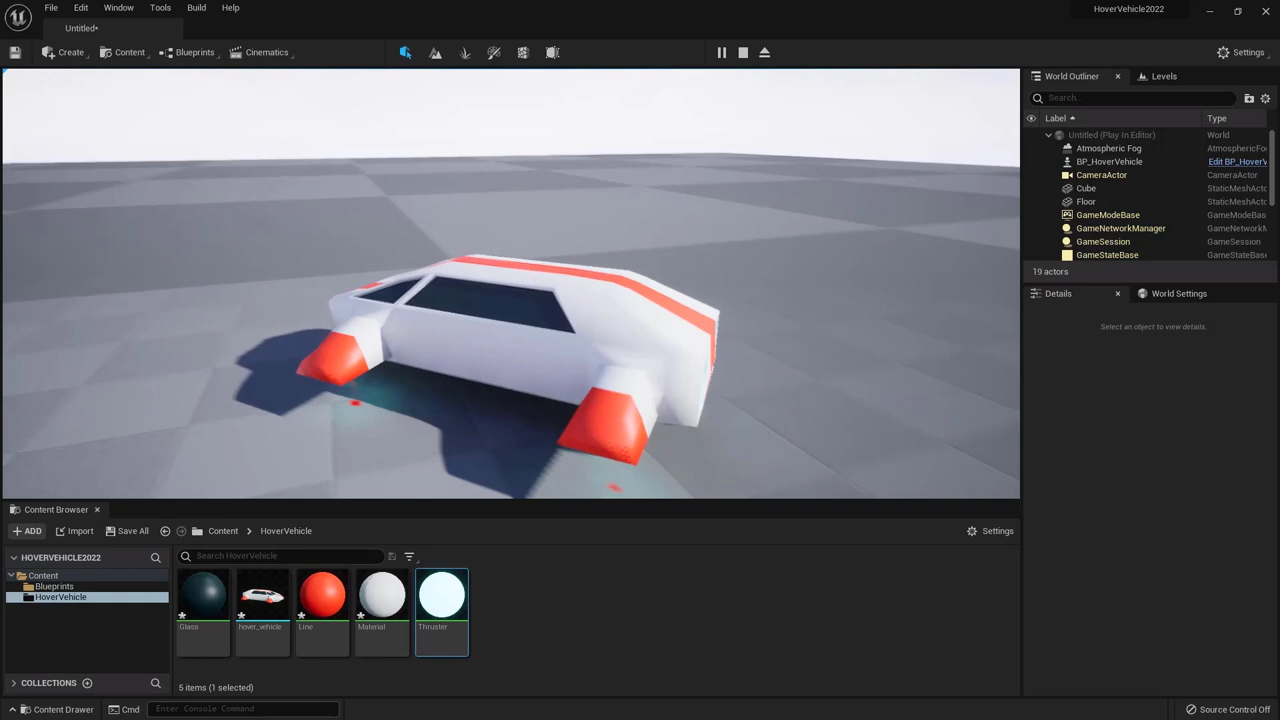 File Edit Window Tools Build Help
HoverVehicle2022
Untitled*
Create Content Blueprints Cinematics Settings
World Outliner Levels
Search...
Label Type
Untitled (Play In Editor) World
Atmospheric Fog AtmosphericFo
BP_HoverVehicle Edit BP_HoverV
CameraActor CameraActor
Cube StaticMeshActo
Floor StaticMeshActo
GameModeBase GameModeBas
GameNetworkManager GameNetworkM
GameSession GameSession
GameStateBase GameStateBase
19 actors
Details World Settings
Select an object to view details.
Content Browser
ADD Import Save All Content HoverVehicle Settings
HOVERVEHICLE2022
Search HoverVehicle
Content
Blueprints
HoverVehicle
Glass hover_vehicle Line Material Thruster
COLLECTIONS
5 items (1 selected)
Content Drawer Cmd Enter Console Command Source Control Off